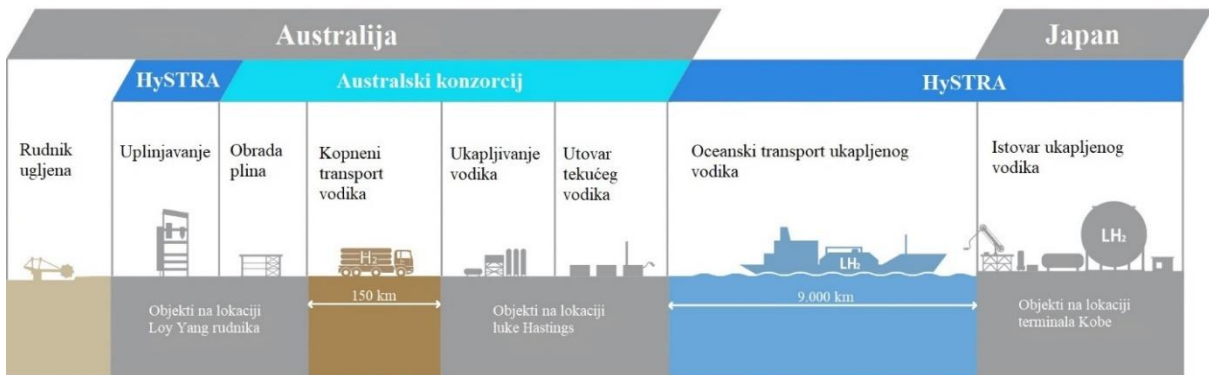 Australija
Japan
HySTRA
Australski konzorcij
HySTRA
Rudnik
ugljena
Uplinjavanje
Obrada
plina
Kopneni
transport
vodika
Ukapljivanje
vodika
Utovar
tekućeg
vodika
Oceanski transport ukapljenog
vodika
Istovar ukapljenog
vodika
H₂
LH₂
LH₂
150 km
9.000 km
Objekti na lokaciji
Loy Yang rudnika
Objekti na lokaciji
luke Hastings
Objekti na lokaciji
terminala Kobe